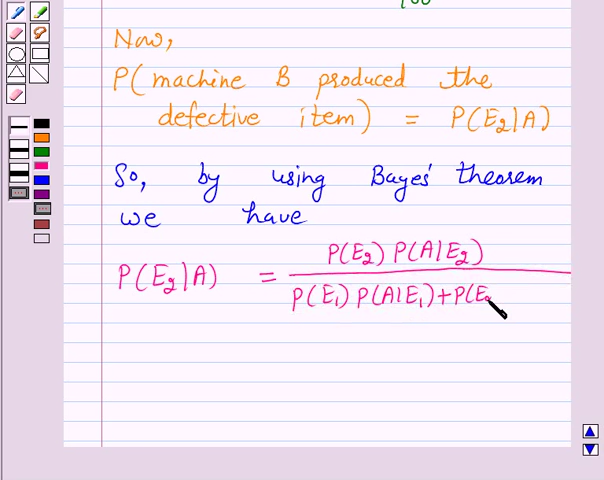 Now,
P(machine B produced the
defective item) = P(E₂|A)
So, by using Bayes' theorem
we have
P(E₂|A) = P(E₂) P(A|E₂)
P(E₁) P(A|E₁)+P(E₂